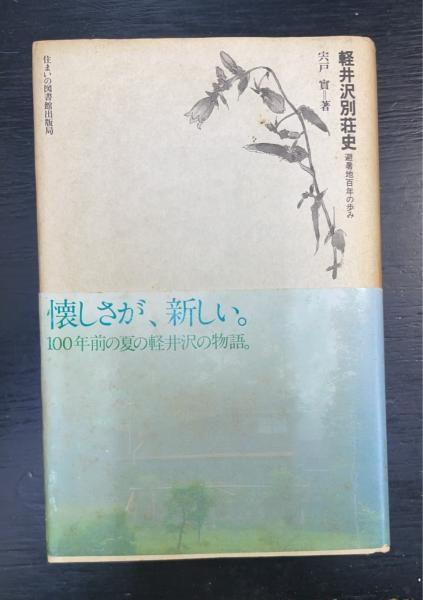 軽井沢別荘史
避暑地百年の歩み
宍戸 實=著
住まいの図書館出版局
懐しさが、新しい。
100年前の夏の軽井沢の物語。